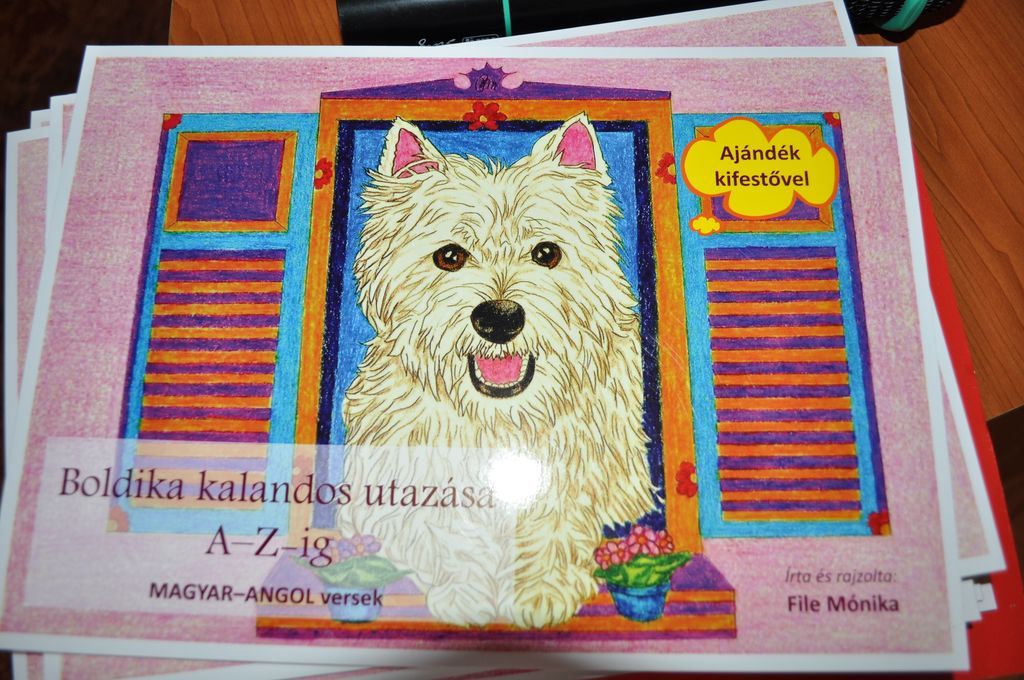 Ajándék
kifestővel
Boldika kalandos utazása
A–Z–ig
MAGYAR–ANGOL versek
Írta és rajzolta:
File Mónika